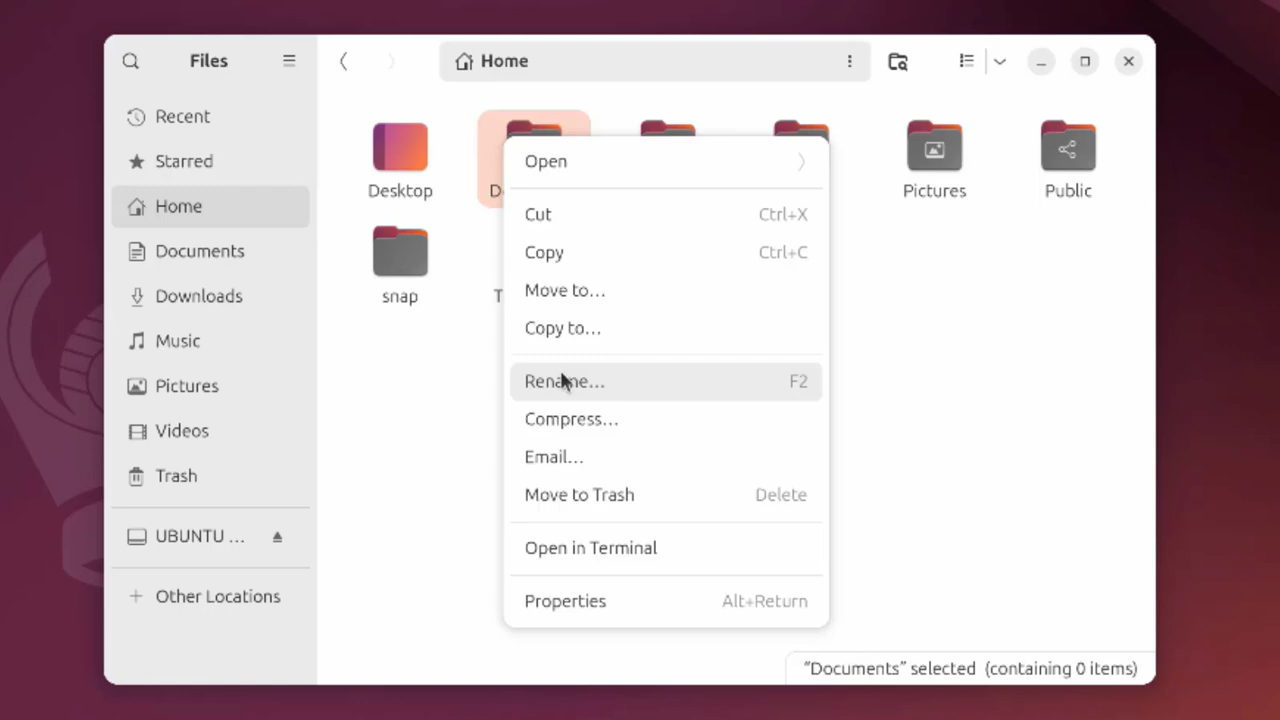 Files
Home
Recent
Starred
Home
Documents
Downloads
Music
Pictures
Videos
Trash
UBUNTU ...
Other Locations
Desktop
D
Pictures
Public
snap
T
Open
Cut Ctrl+X
Copy Ctrl+C
Move to...
Copy to...
Rename... F2
Compress...
Email...
Move to Trash Delete
Open in Terminal
Properties Alt+Return
“Documents” selected (containing 0 items)